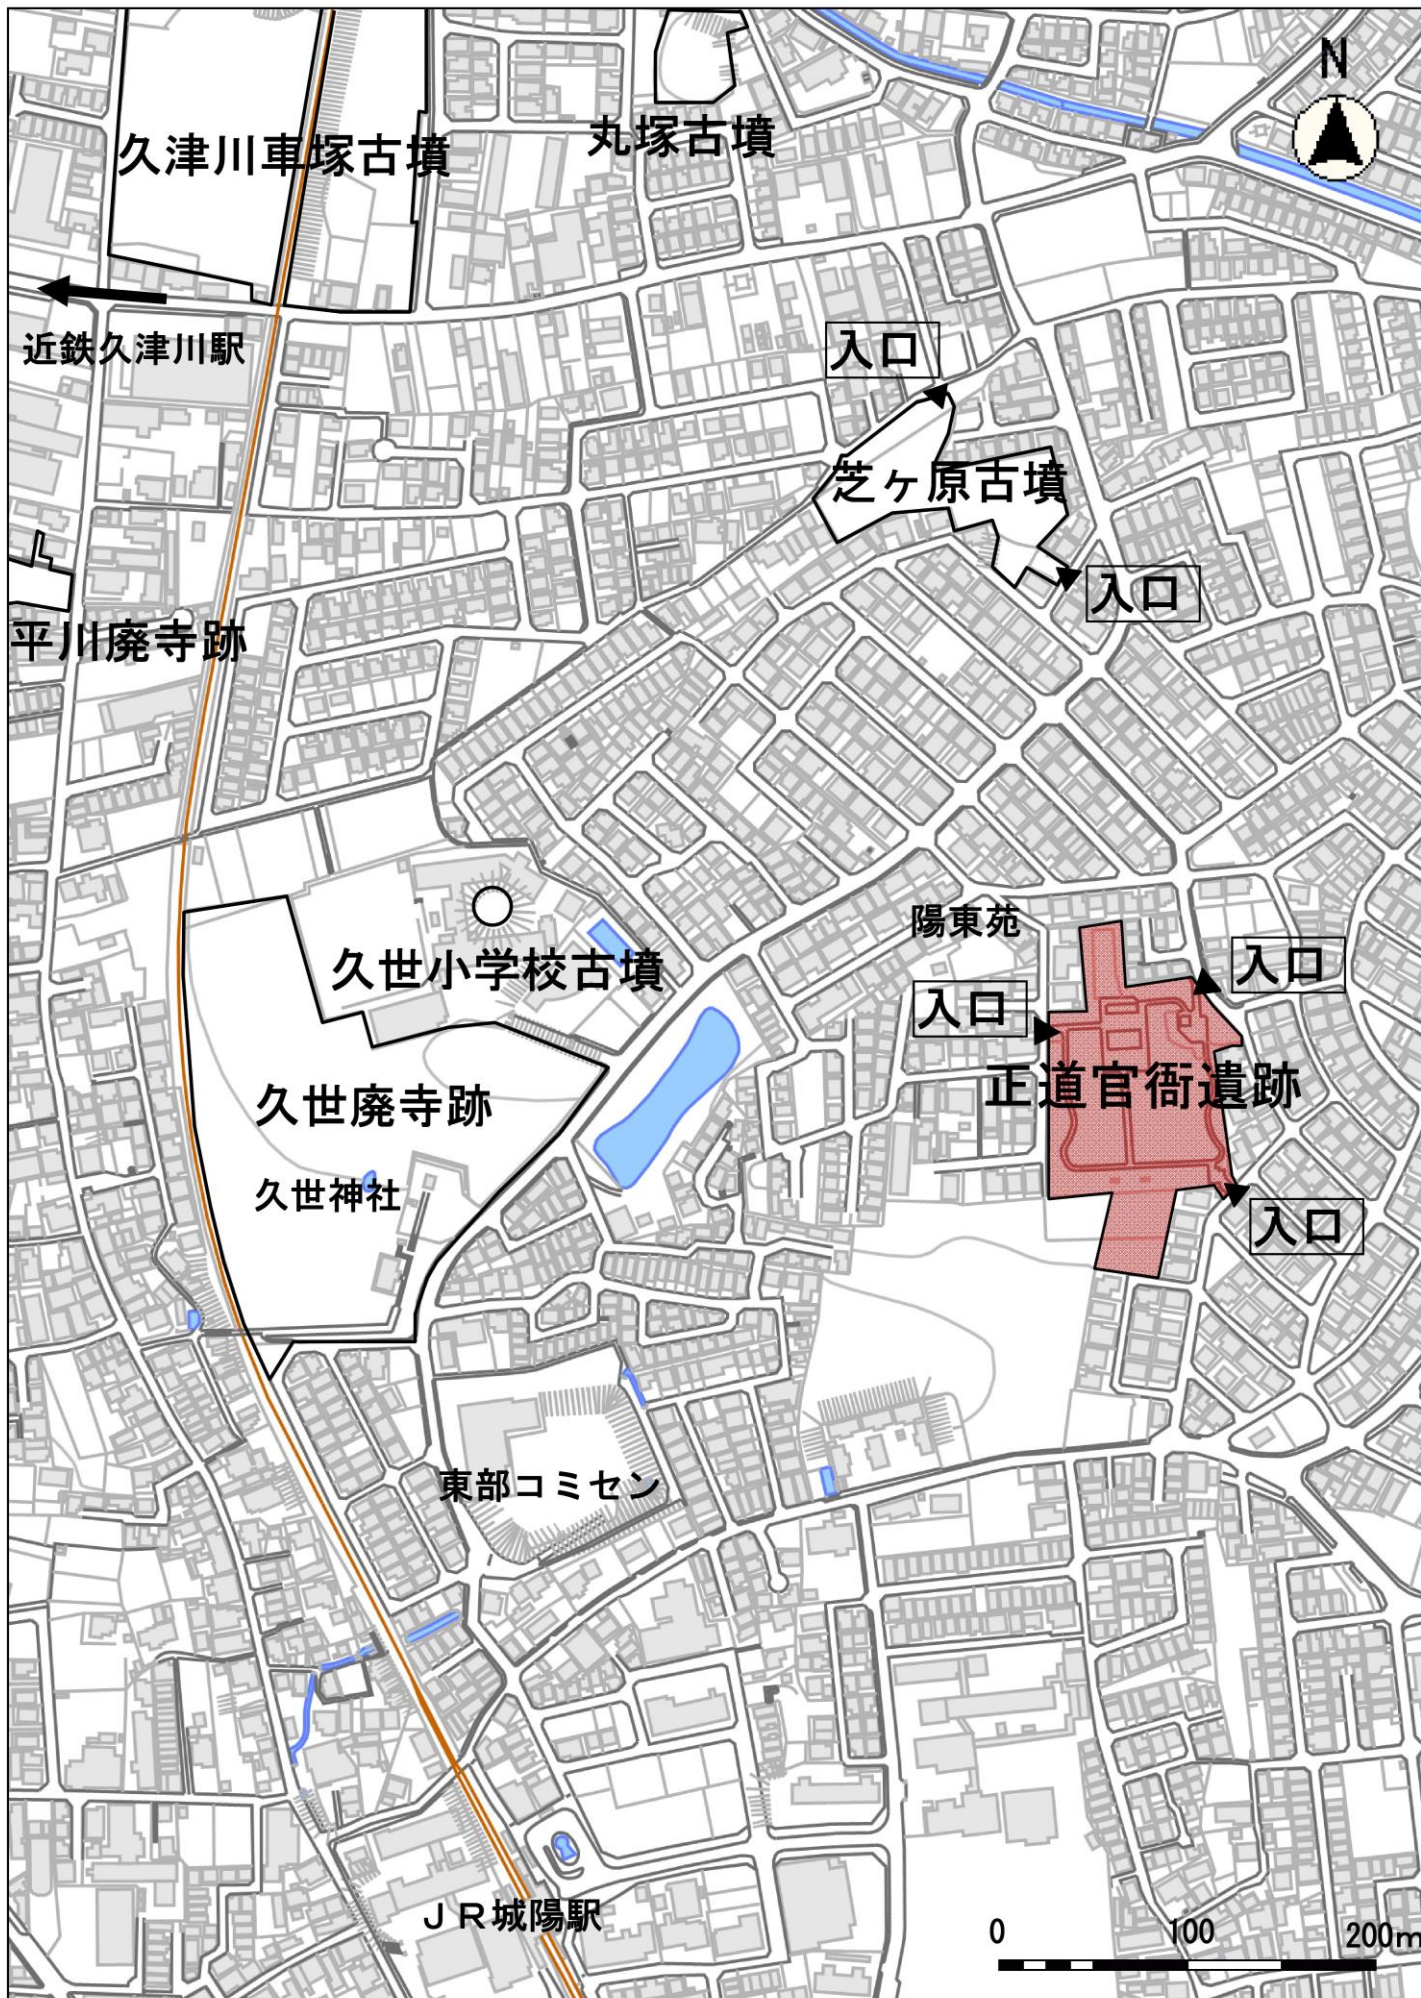 N
丸塚古墳
久津川車塚古墳
近鉄久津川駅
入口
芝ヶ原古墳
入口
平川廃寺跡
陽東苑
入口
久世小学校古墳
入口
正道官衙遺跡
久世廃寺跡
久世神社
入口
東部コミセン
ＪＲ城陽駅
0 100 200m